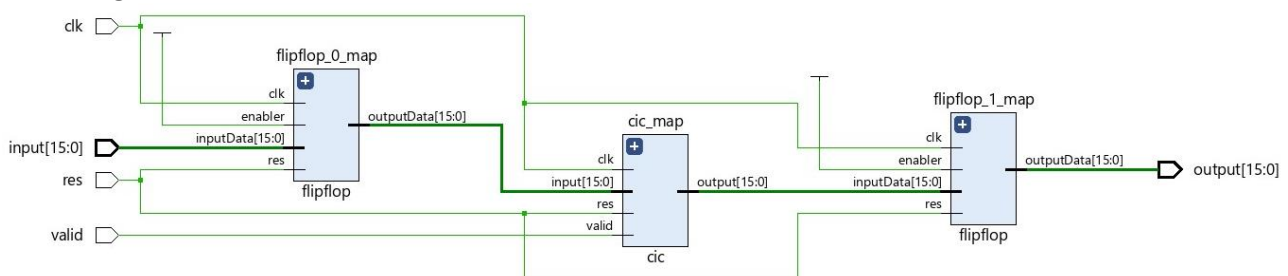 clk
flipflop_0_map
clk
enabler
inputData[15:0]
res
outputData[15:0]
flipflop
input[15:0]
res
valid
cic_map
clk
input[15:0]
res
valid
output[15:0]
cic
flipflop_1_map
clk
enabler
inputData[15:0]
res
outputData[15:0]
flipflop
output[15:0]